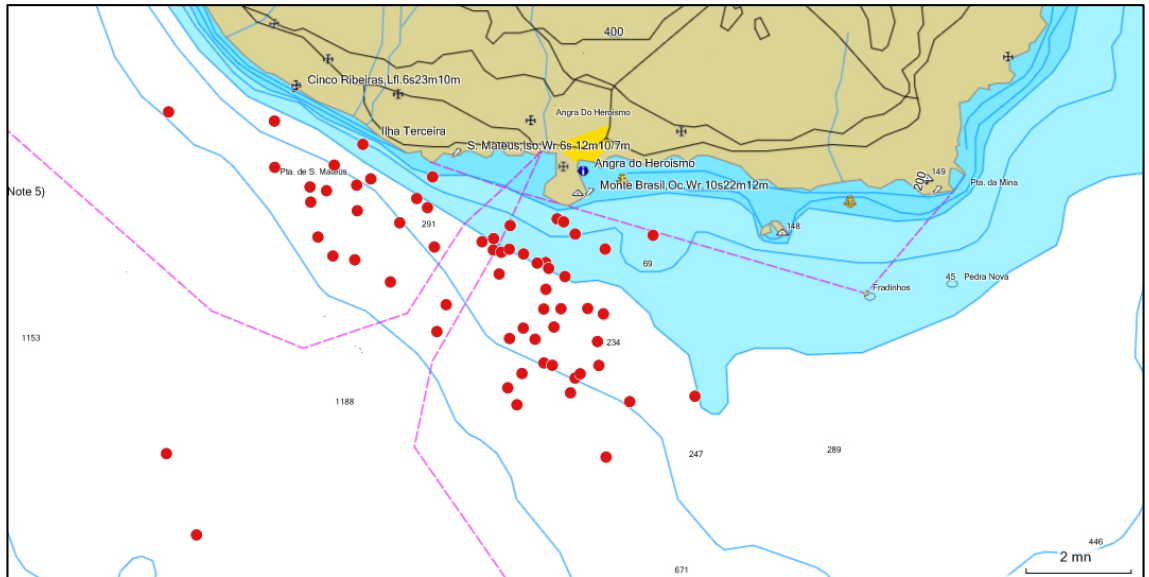 400
Cinco Ribeiras,Lfl.6s23m10m
Angra Do Heroismo
Ilha Terceira
S. Mateus,Iso.Wr.6s 12m10/7m
Angra do Heroismo
Pta. de S. Mateus
149
200
Pta. da Mina
Note 5)
Monte Brasil,Oc.Wr.10s22m12m
291
148
69
45
Pedra Nova
Fradinhos
1153
234
1188
247
289
446
2 mn
671